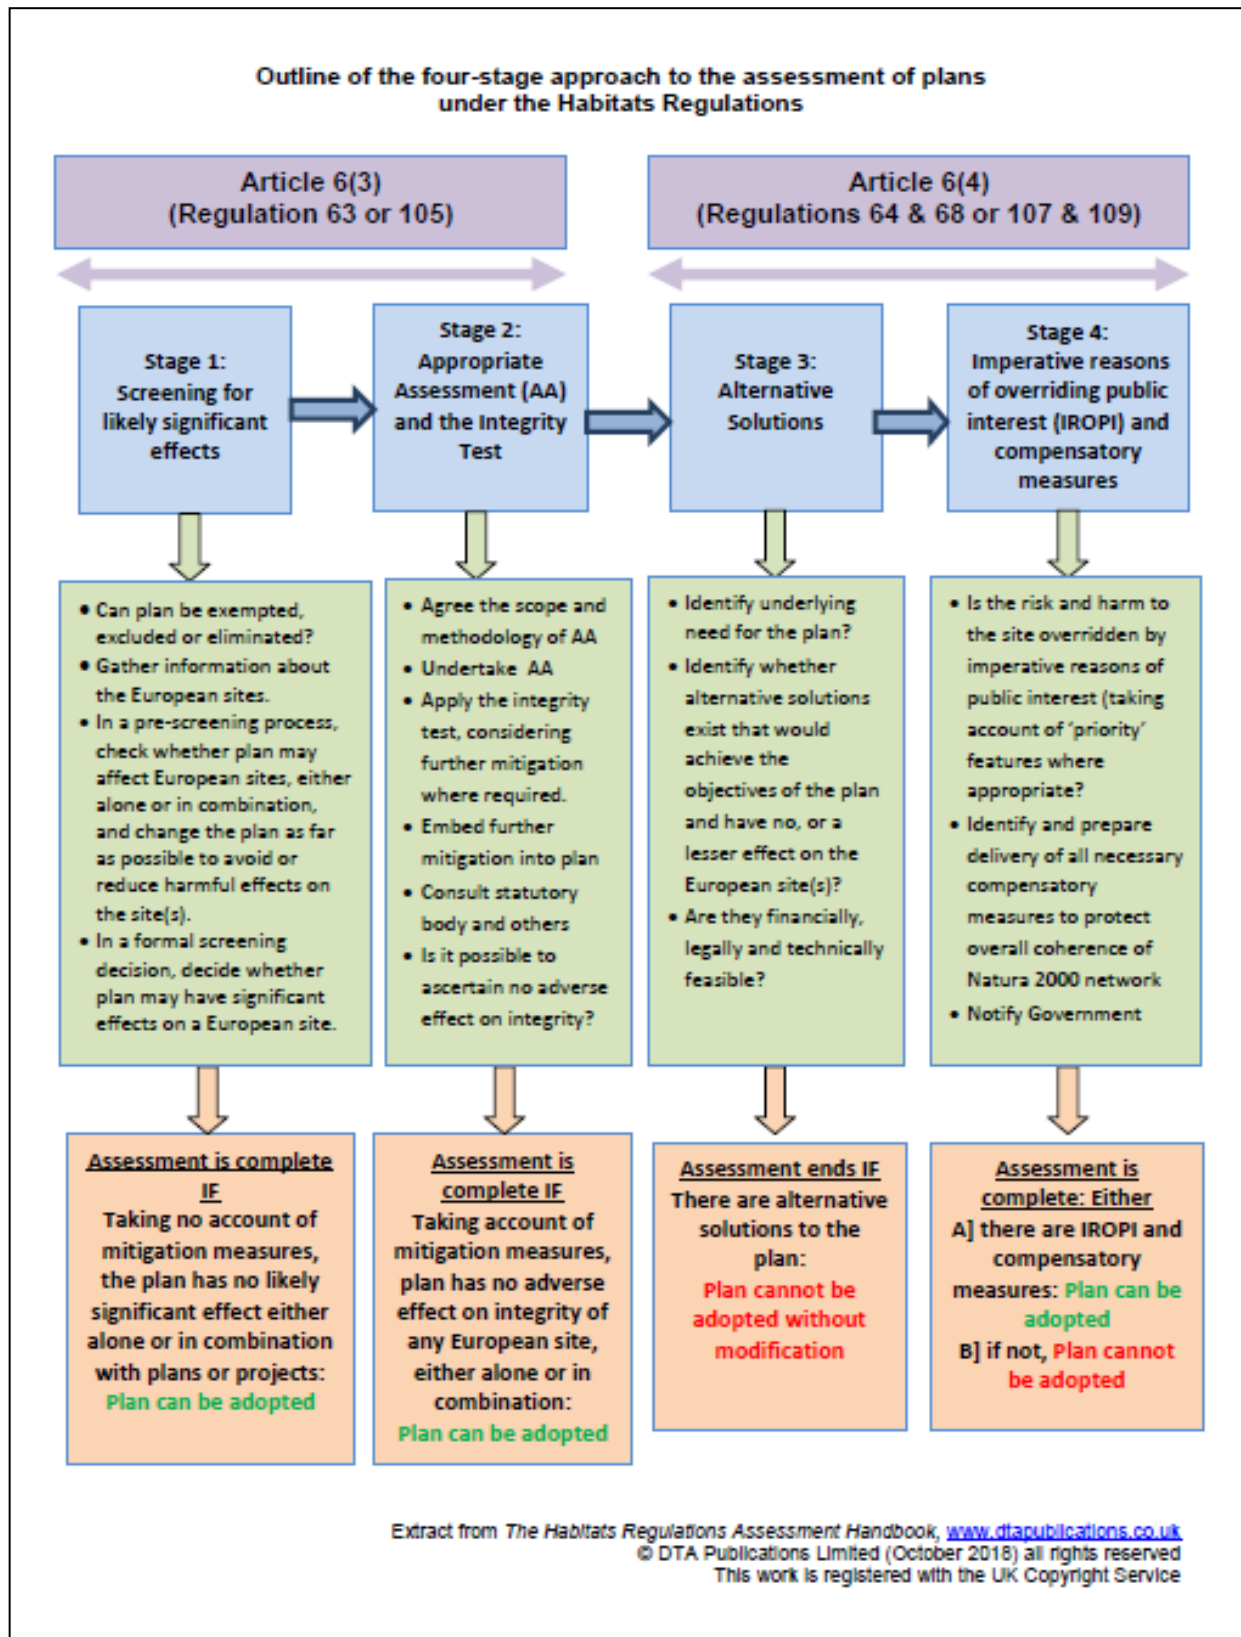 Outline of the four-stage approach to the assessment of plans
under the Habitats Regulations
Article 6(3)
(Regulation 63 or 105)
Article 6(4)
(Regulations 64 & 68 or 107 & 109)
Stage 1:
Screening for
likely significant
effects
Stage 2:
Appropriate
Assessment (AA)
and the Integrity
Test
Stage 3:
Alternative
Solutions
Stage 4:
Imperative reasons
of overriding public
interest (IROPI) and
compensatory
measures
• Can plan be exempted,
excluded or eliminated?
• Gather information about
the European sites.
• In a pre-screening process,
check whether plan may
affect European sites, either
alone or in combination,
and change the plan as far
as possible to avoid or
reduce harmful effects on
the site(s).
• In a formal screening
decision, decide whether
plan may have significant
effects on a European site.
• Agree the scope and
methodology of AA
• Undertake AA
• Apply the integrity
test, considering
further mitigation
where required.
• Embed further
mitigation into plan
• Consult statutory
body and others
• Is it possible to
ascertain no adverse
effect on integrity?
• Identify underlying
need for the plan?
• Identify whether
alternative solutions
exist that would
achieve the
objectives of the plan
and have no, or a
lesser effect on the
European site(s)?
• Are they financially,
legally and technically
feasible?
• Is the risk and harm to
the site overridden by
imperative reasons of
public interest (taking
account of ‘priority’
features where
appropriate?
• Identify and prepare
delivery of all necessary
compensatory
measures to protect
overall coherence of
Natura 2000 network
• Notify Government
Assessment is complete
IF
Taking no account of
mitigation measures,
the plan has no likely
significant effect either
alone or in combination
with plans or projects:
Plan can be adopted
Assessment is
complete IF
Taking account of
mitigation measures,
plan has no adverse
effect on integrity of
any European site,
either alone or in
combination:
Plan can be adopted
Assessment ends IF
There are alternative
solutions to the
plan:
Plan cannot be
adopted without
modification
Assessment is
complete: Either
A] there are IROPI and
compensatory
measures: Plan can be
adopted
B] if not, Plan cannot
be adopted
Extract from The Habitats Regulations Assessment Handbook, www.dtapublications.co.uk
© DTA Publications Limited (October 2018) all rights reserved
This work is registered with the UK Copyright Service